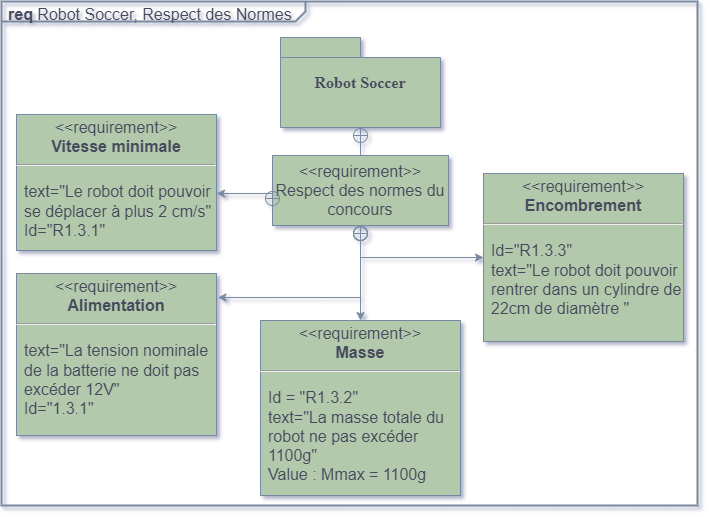 req Robot Soccer, Respect des Normes
Robot Soccer
<<requirement>>
Respect des normes du
concours
<<requirement>>
Vitesse minimale
text="Le robot doit pouvoir
se déplacer à plus 2 cm/s"
Id="R1.3.1"
<<requirement>>
Encombrement
Id="R1.3.3"
text="Le robot doit pouvoir
rentrer dans un cylindre de
22cm de diamètre "
<<requirement>>
Alimentation
text="La tension nominale
de la batterie ne doit pas
excéder 12V"
Id="1.3.1"
<<requirement>>
Masse
Id = "R1.3.2"
text="La masse totale du
robot ne pas excéder
1100g"
Value : Mmax = 1100g